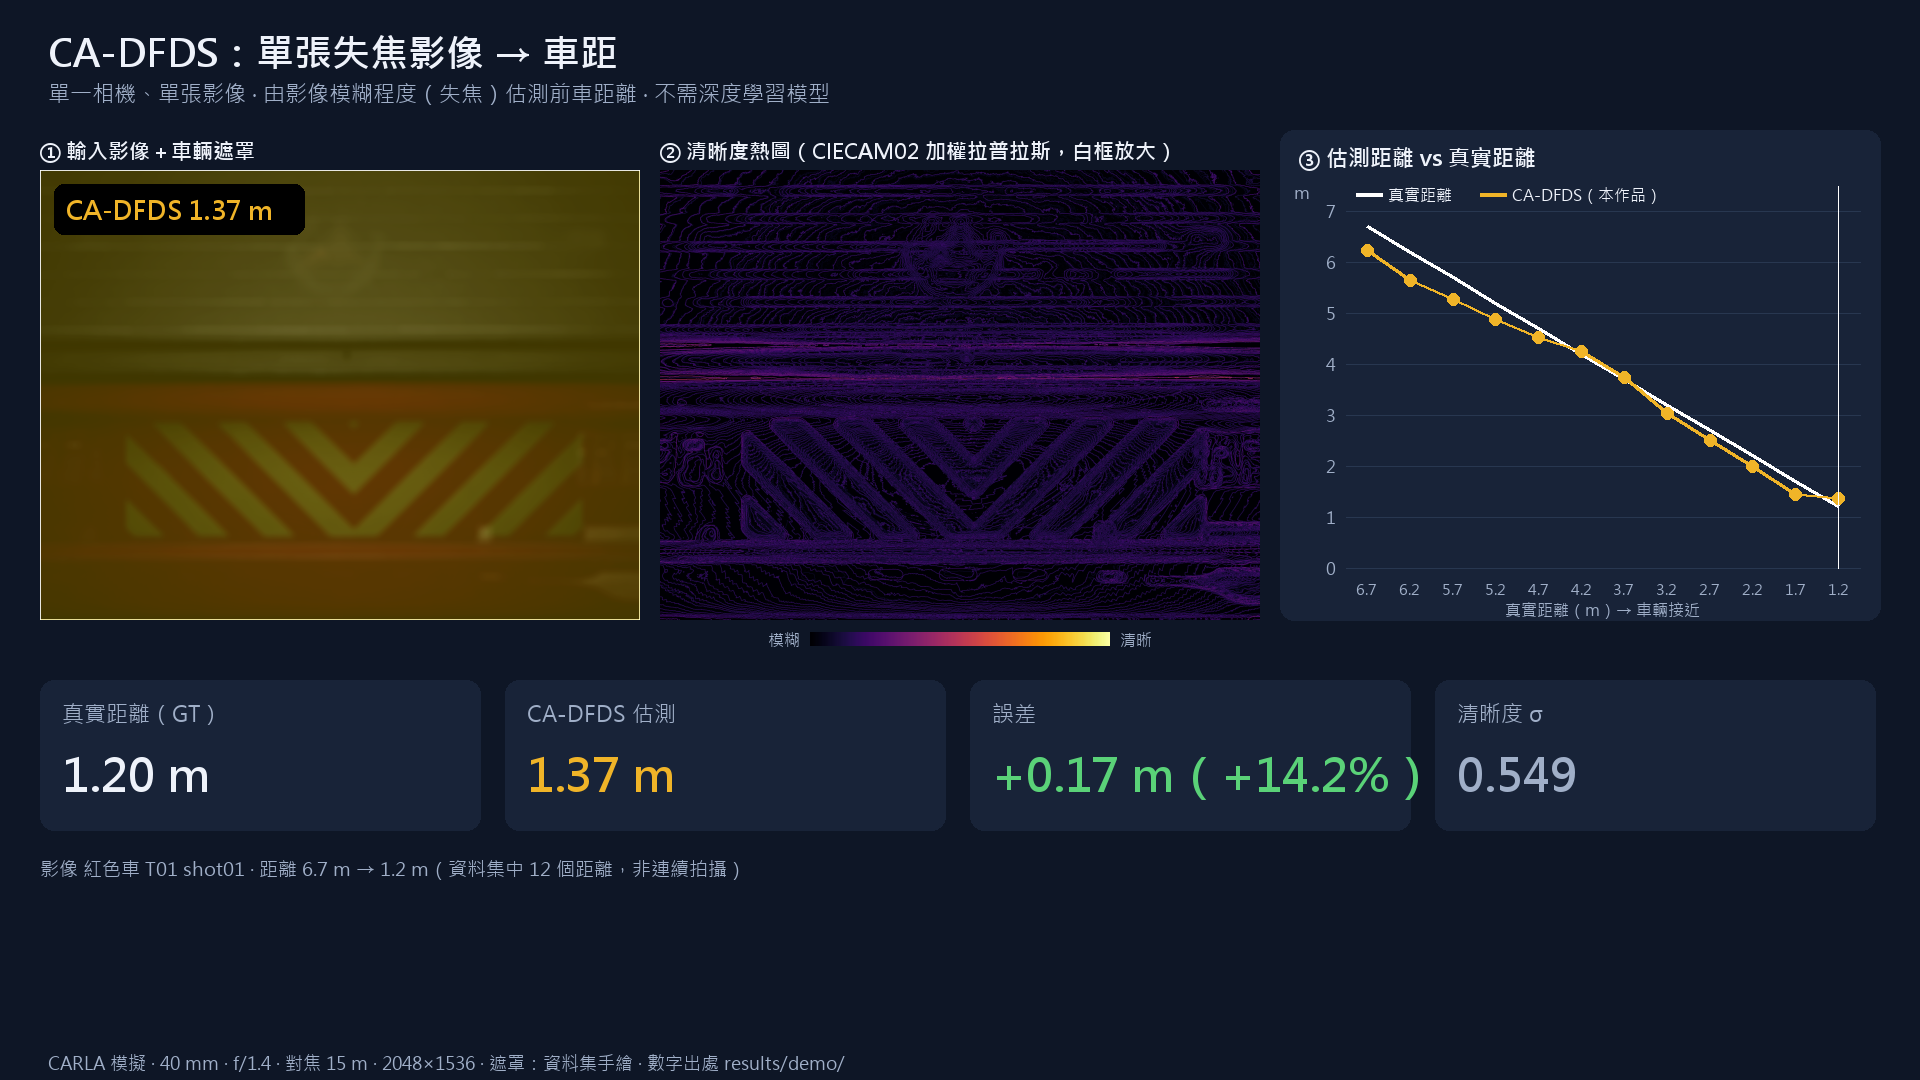 CA-DFDS：單張失焦影像 → 車距
單一相機、單張影像 · 由影像模糊程度（失焦）估測前車距離 · 不需深度學習模型
① 輸入影像 + 車輛遮罩
CA-DFDS 1.37 m
② 清晰度熱圖（CIECAM02 加權拉普拉斯，白框放大）
模糊 清晰
③ 估測距離 vs 真實距離
m 真實距離 CA-DFDS（本作品）
7
6
5
4
3
2
1
0
6.7 6.2 5.7 5.2 4.7 4.2 3.7 3.2 2.7 2.2 1.7 1.2
真實距離（m）→ 車輛接近
真實距離（GT）
1.20 m
CA-DFDS 估測
1.37 m
誤差
+0.17 m（+14.2%）
清晰度 σ
0.549
影像 紅色車 T01 shot01 · 距離 6.7 m → 1.2 m（資料集中 12 個距離，非連續拍攝）
CARLA 模擬 · 40 mm · f/1.4 · 對焦 15 m · 2048×1536 · 遮罩：資料集手繪 · 數字出處 results/demo/